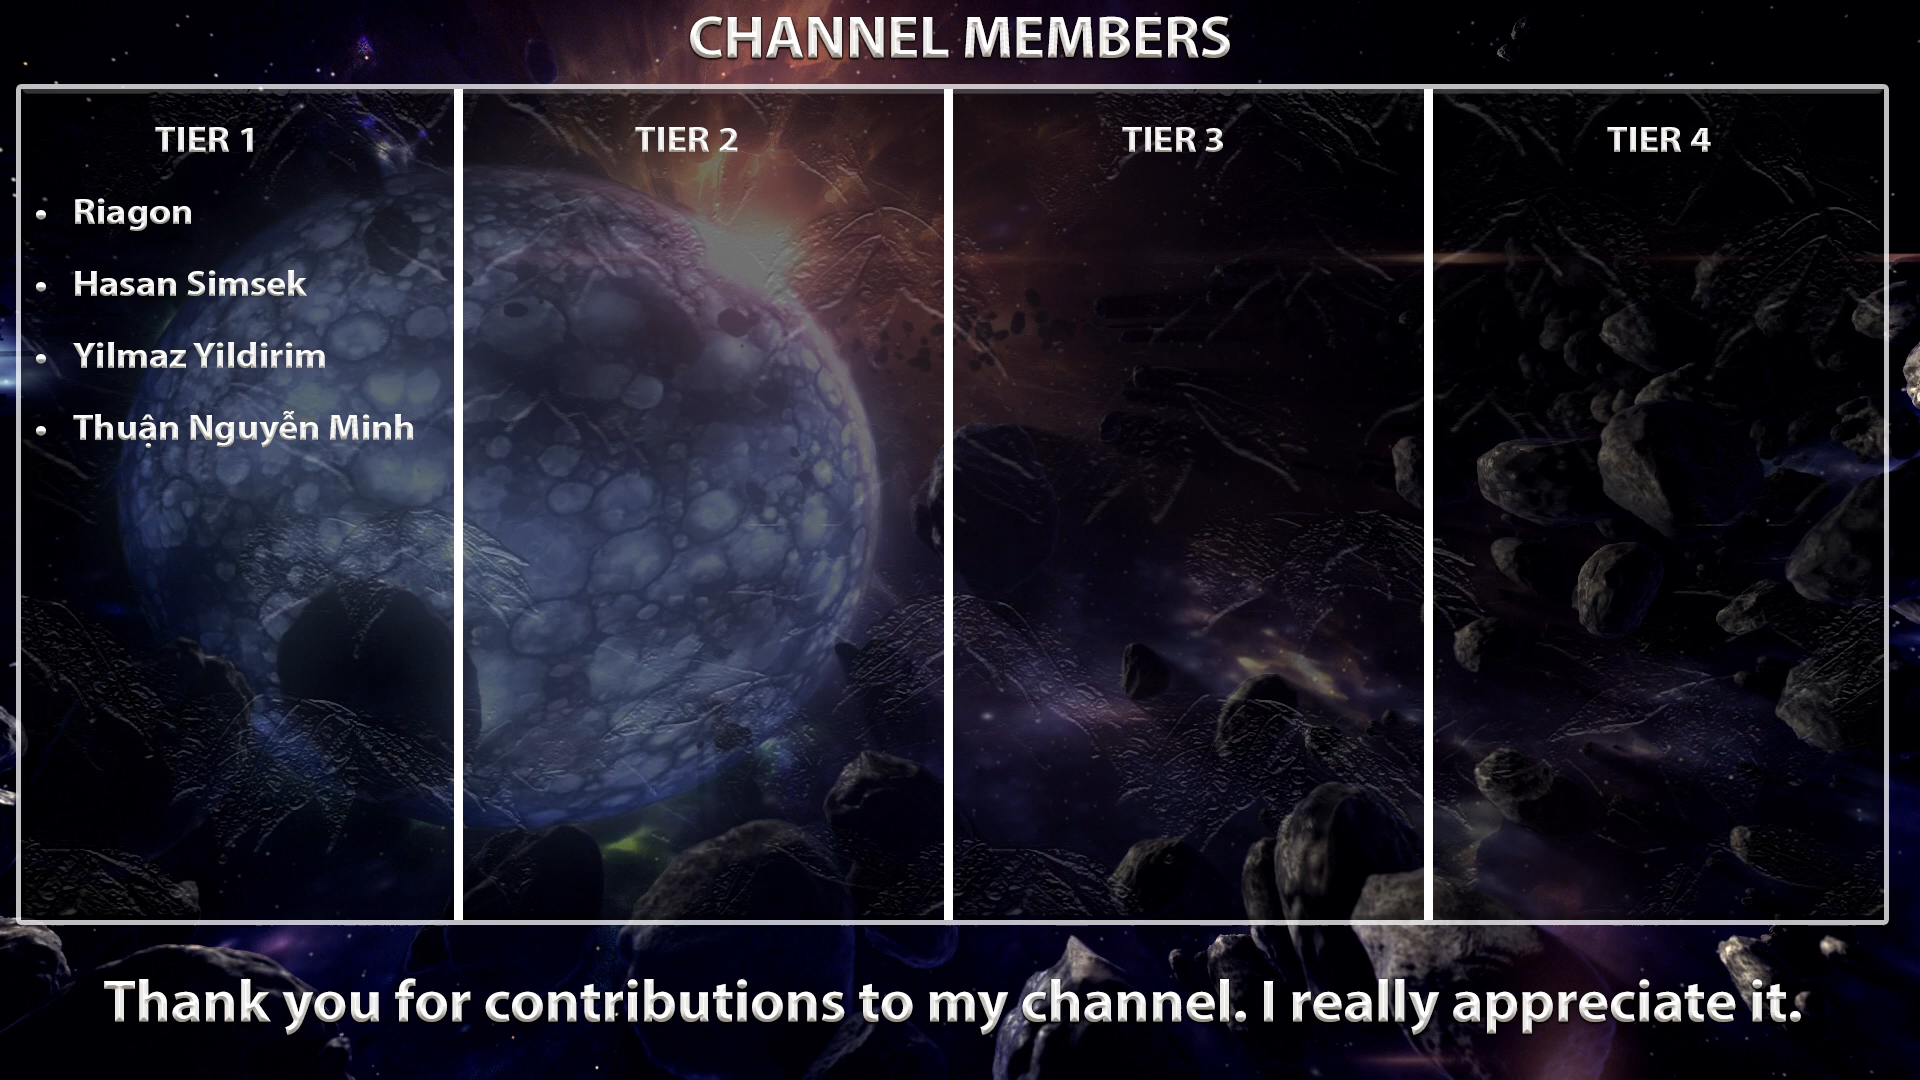 CHANNEL MEMBERS
TIER 1
• Riagon
• Hasan Simsek
• Yilmaz Yildirim
• Thuận Nguyễn Minh
TIER 2
TIER 3
TIER 4
Thank you for contributions to my channel. I really appreciate it.